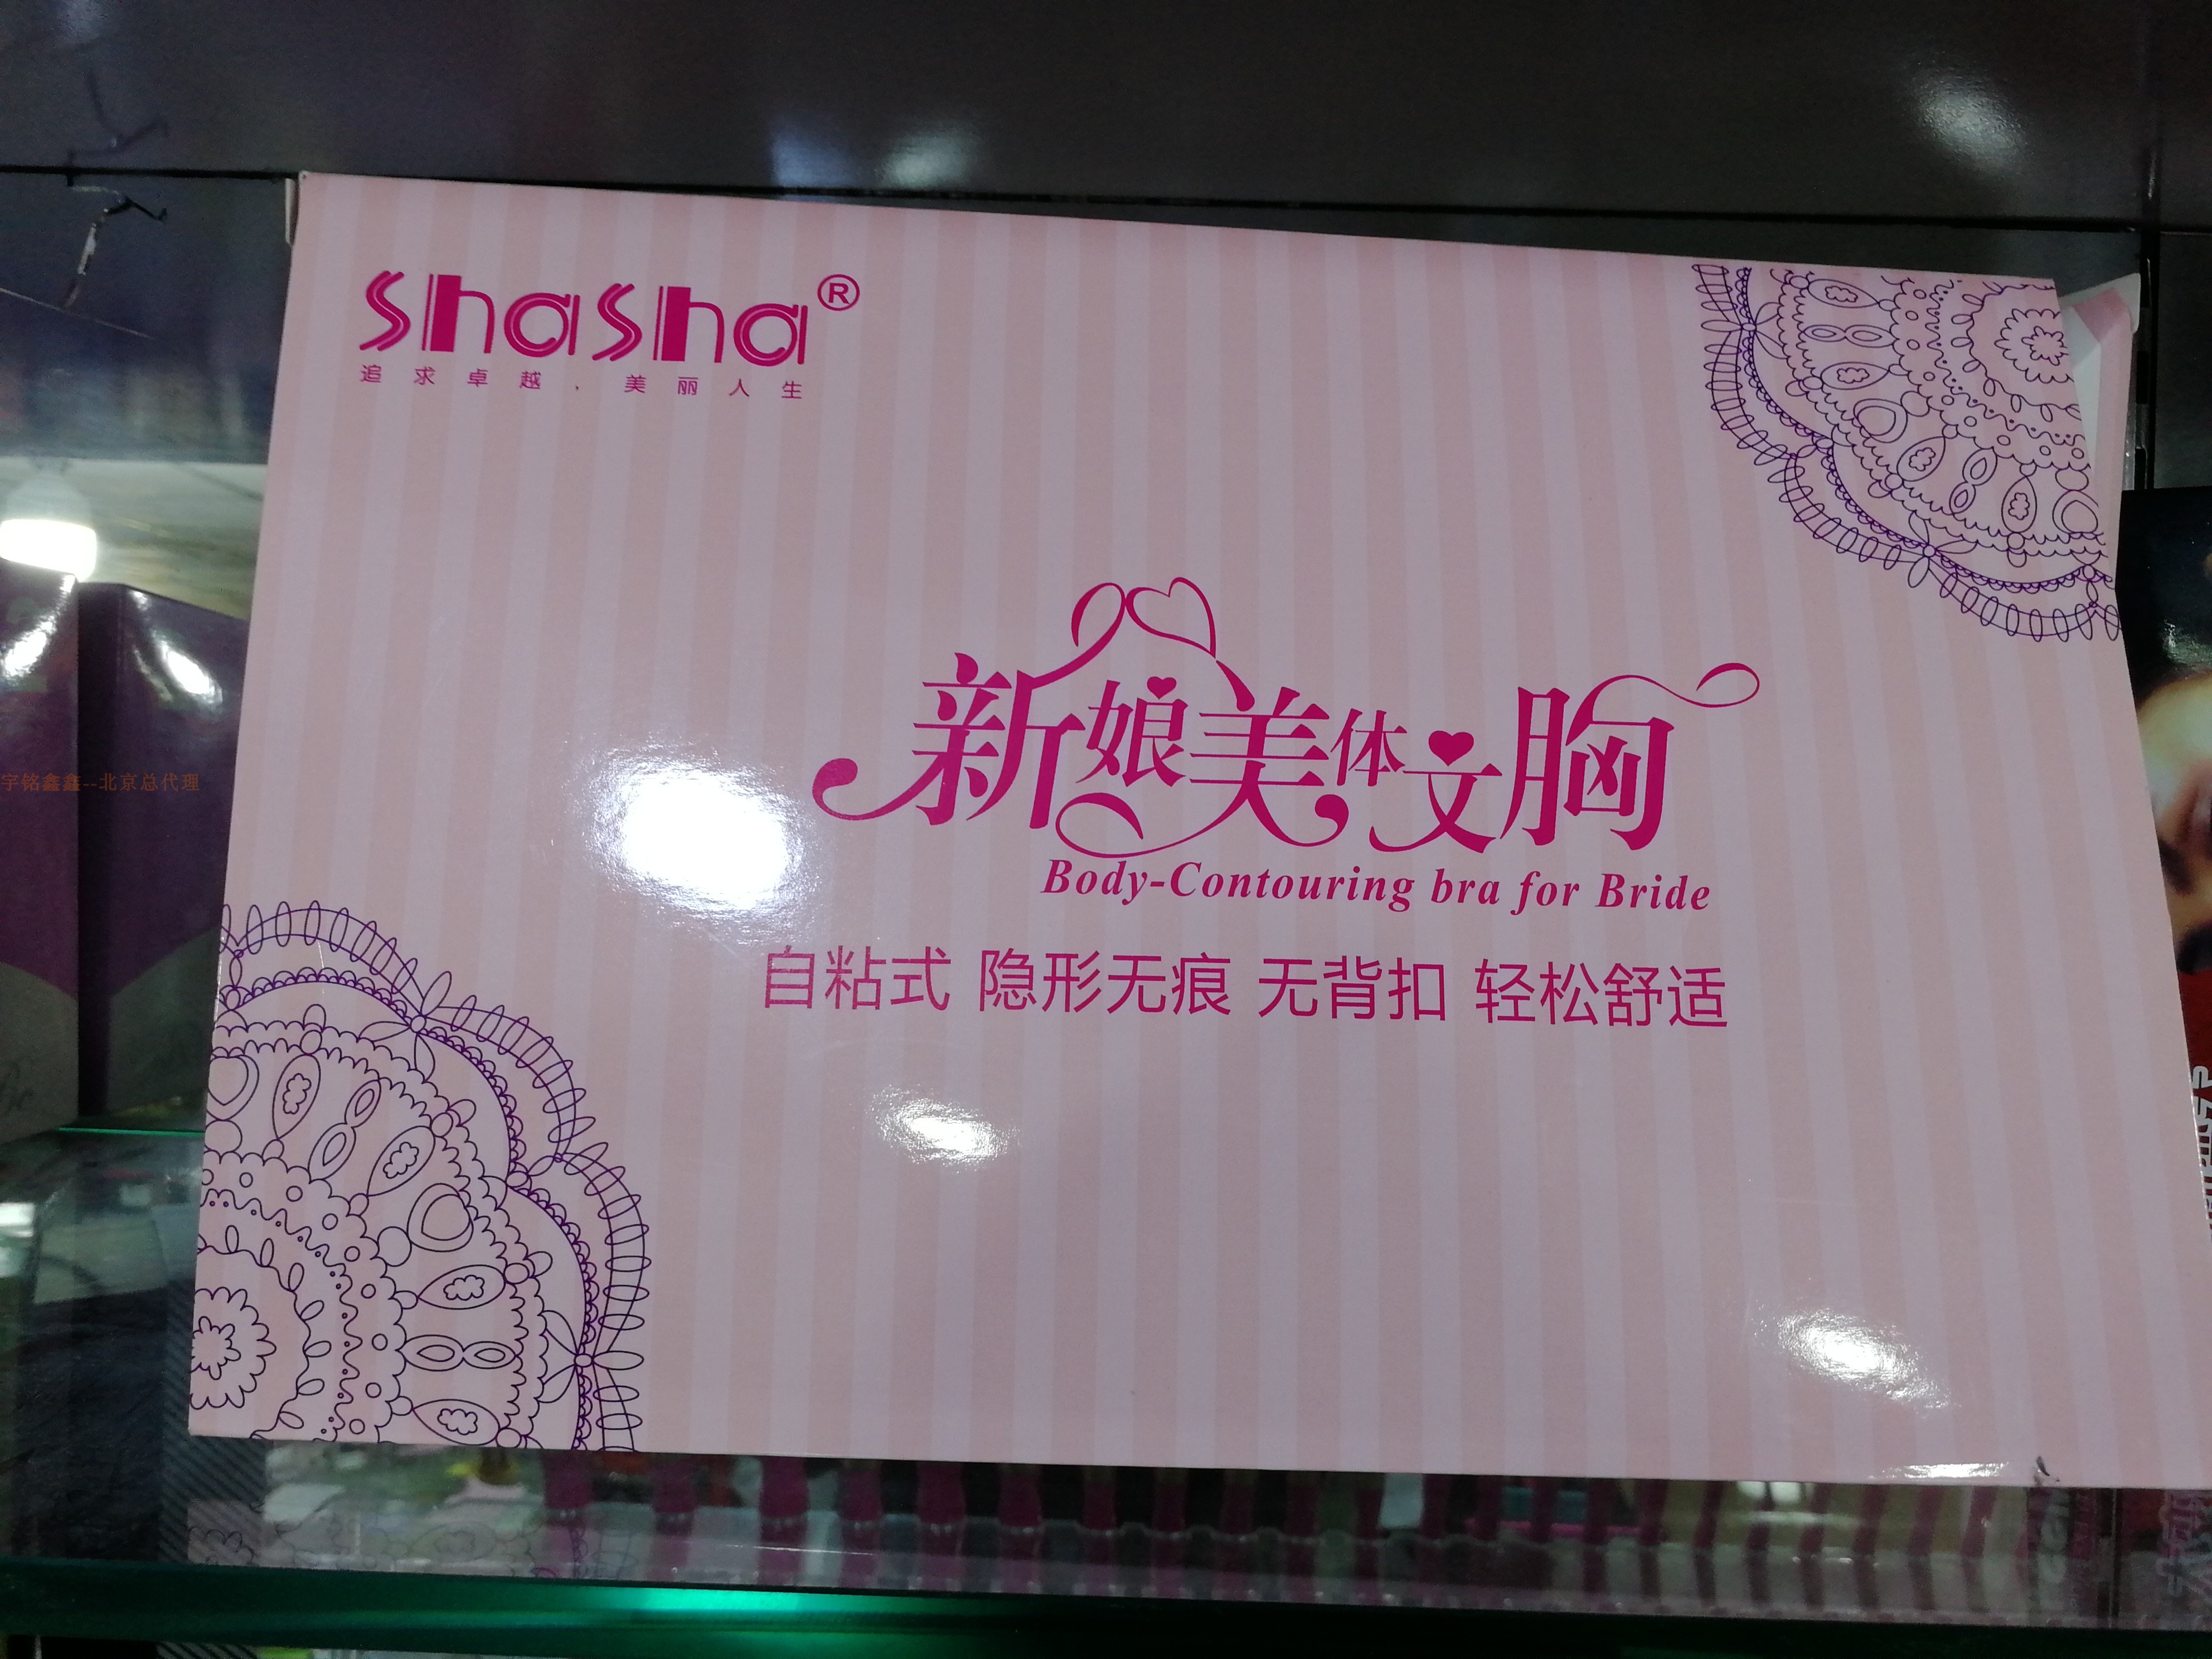 shasha®
追求卓越，美丽人生
新娘美体文胸
Body-Contouring bra for Bride
自粘式 隐形无痕 无背扣 轻松舒适
宇铭鑫鑫--北京总代理